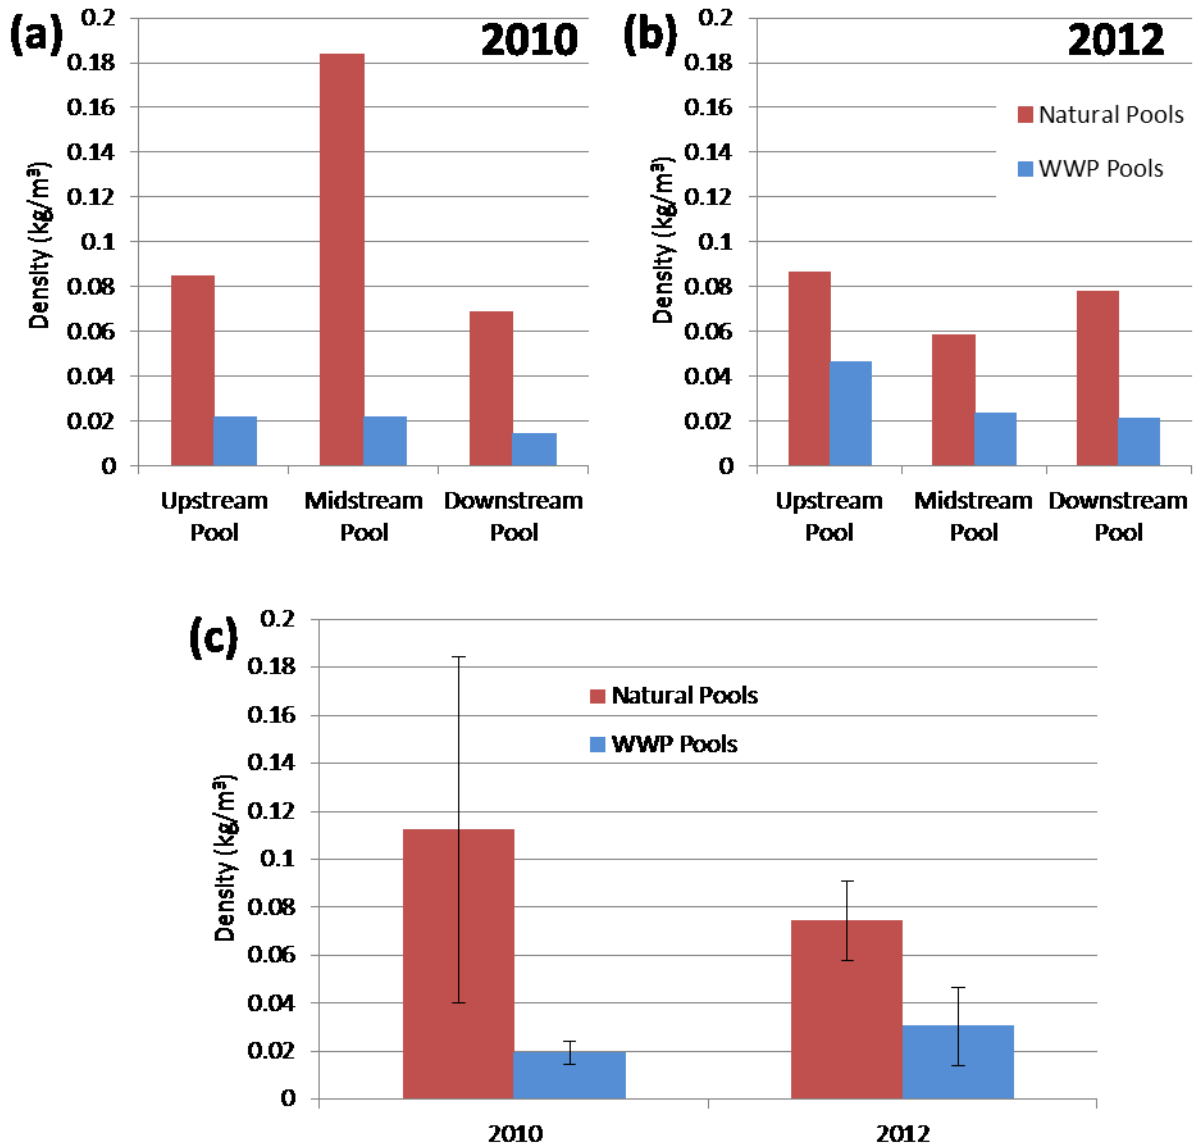 (a)
2010
0.2
0.18
0.16
0.14
0.12
0.1
0.08
0.06
0.04
0.02
0
Density (kg/m³)
Upstream Pool
Midstream Pool
Downstream Pool
(b)
2012
0.2
0.18
0.16
0.14
0.12
0.1
0.08
0.06
0.04
0.02
0
Density (kg/m³)
Natural Pools
WWP Pools
Upstream Pool
Midstream Pool
Downstream Pool
(c)
0.2
0.18
0.16
0.14
0.12
0.1
0.08
0.06
0.04
0.02
0
Density (kg/m³)
Natural Pools
WWP Pools
2010
2012